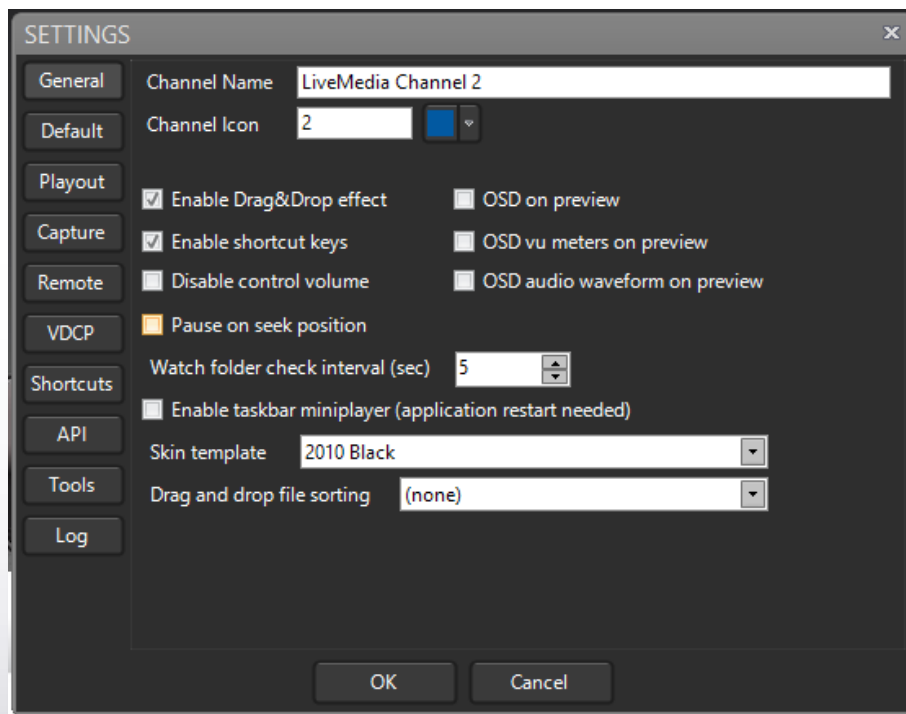 SETTINGS
General
Default
Playout
Capture
Remote
VDCP
Shortcuts
API
Tools
Log
Channel Name LiveMedia Channel 2
Channel Icon 2
Enable Drag&Drop effect OSD on preview
Enable shortcut keys OSD vu meters on preview
Disable control volume OSD audio waveform on preview
Pause on seek position
Watch folder check interval (sec) 5
Enable taskbar miniplayer (application restart needed)
Skin template 2010 Black
Drag and drop file sorting (none)
OK Cancel